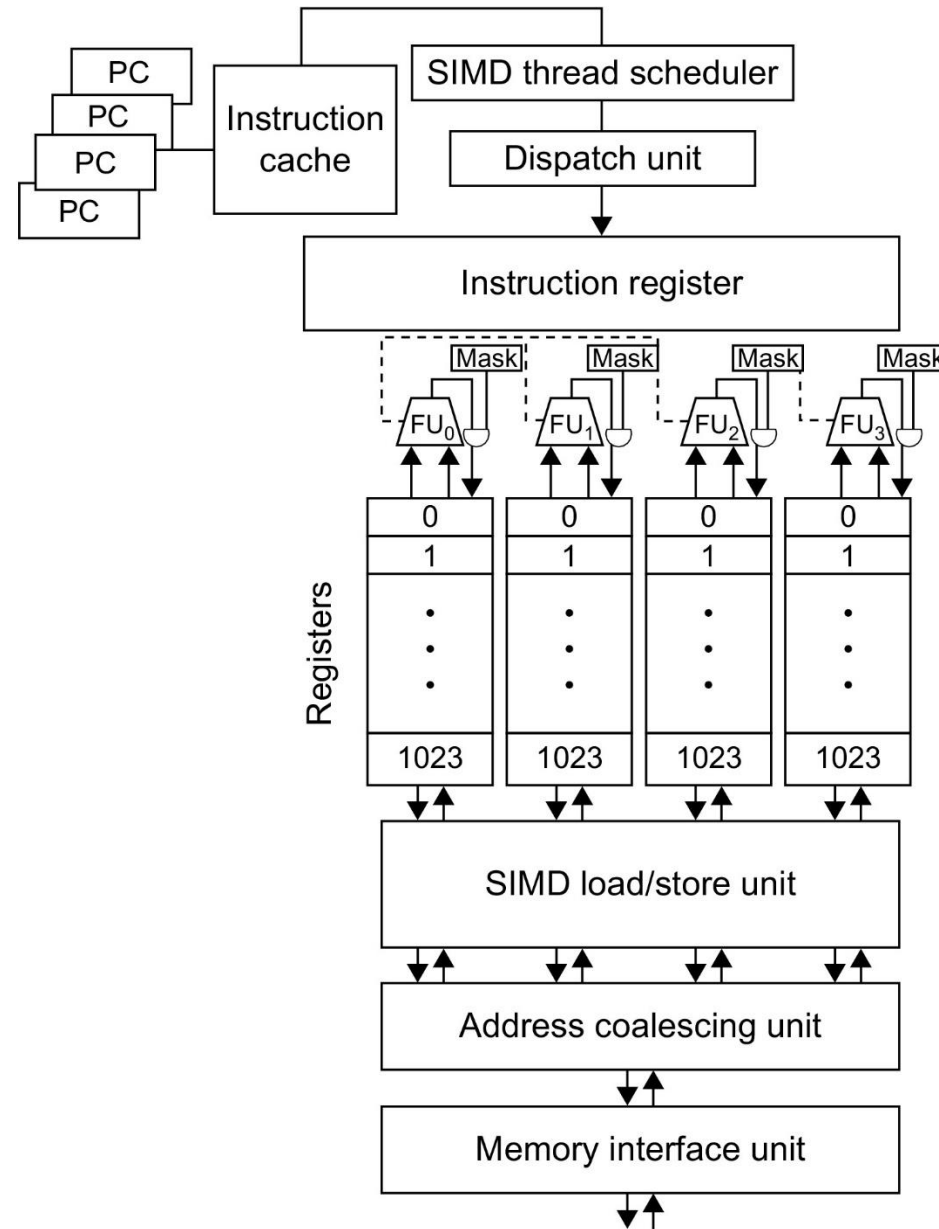 PC
PC
PC
PC
Instruction
cache
SIMD thread scheduler
Dispatch unit
Instruction register
Mask Mask Mask Mask
FU0 FU1 FU2 FU3
0 0 0 0
1 1 1 1
Registers
1023 1023 1023 1023
SIMD load/store unit
Address coalescing unit
Memory interface unit